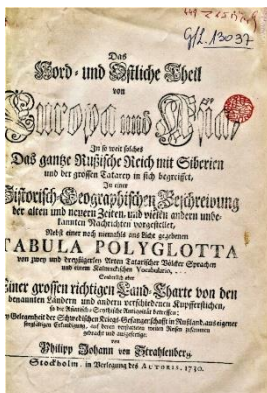 Das
Nord- und Ostliche Theil
von
Europa und Asia,
In so weit solches
Das gantze Rußische Reich mit Siberien
und der grossen Tatarey in sich begreiffet,
In einer
Historisch-Geographischen Beschreibung
der alten und neuern Zeiten, und vielen andern unbe-
kannten Nachrichten vorgestellet,
Nebst einer noch niemahls ans Licht gegebenen
TABULA POLYGLOTTA
von zwey und dreyßigerley Arten Tatarischer Völcker Sprachen
und einem Kalmuckischen Vocabulario,
Sonderlich aber
Einer grossen richtigen Land-Charte von den
benannten Ländern und andern verschiedenen Kupfferstichen,
so die Asiatisch-Scythische Antiqvität betreffen;
Bey Gelegenheit der Schwedischen Kriegs-Gefangenschafft in Rußland, aus eigener
sorgfältigen Erkundigung, auf denen verstatteten weiten Reisen zusammen
gebracht und ausgefertiget
von
Philipp Johann von Strahlenberg.
Stockholm, in Verlegung des AUTORIS, 1730.